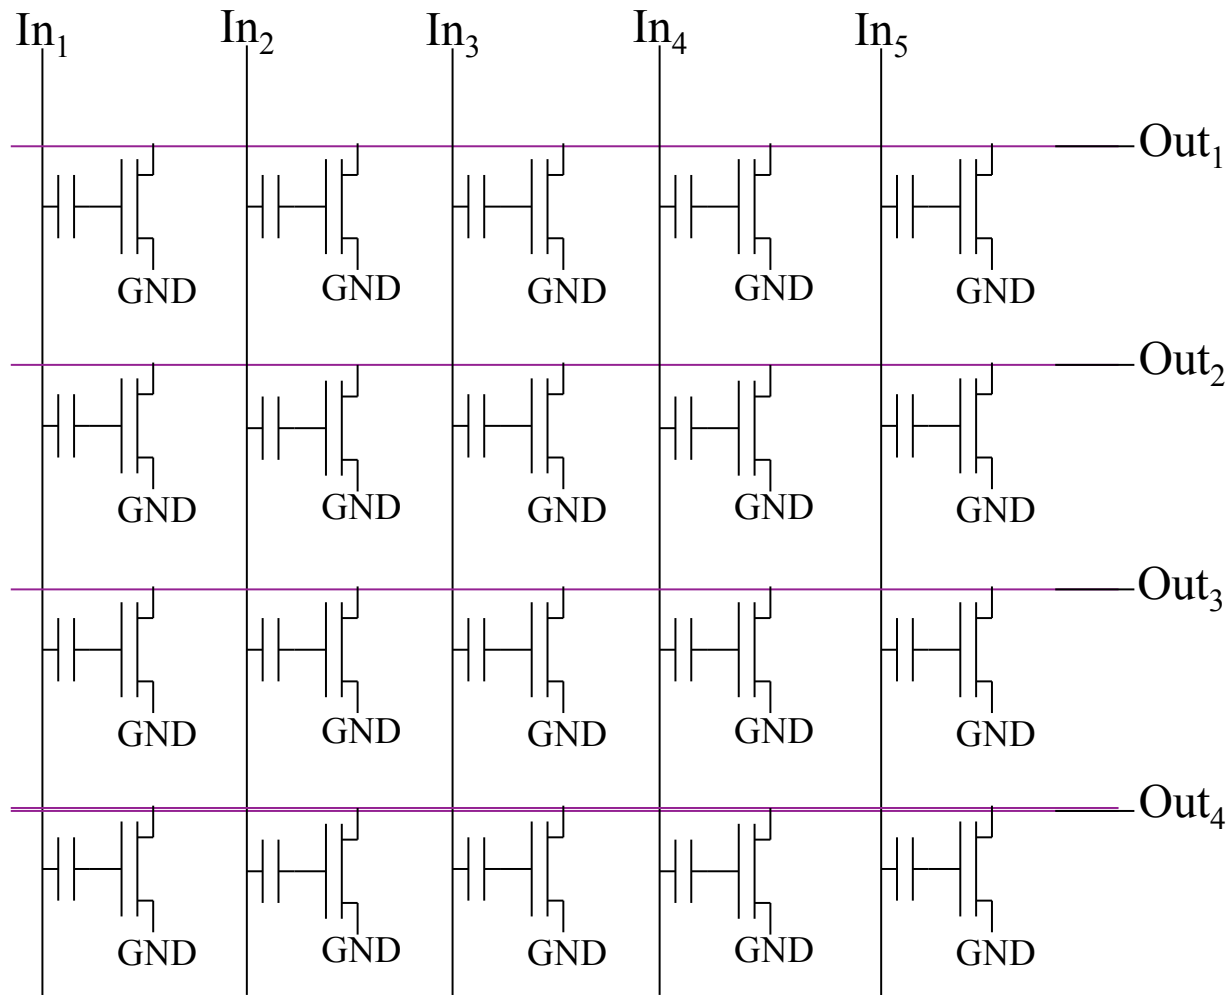 In₁ In₂ In₃ In₄ In₅
Out₁
GND GND GND GND GND
Out₂
GND GND GND GND GND
Out₃
GND GND GND GND GND
Out₄
GND GND GND GND GND